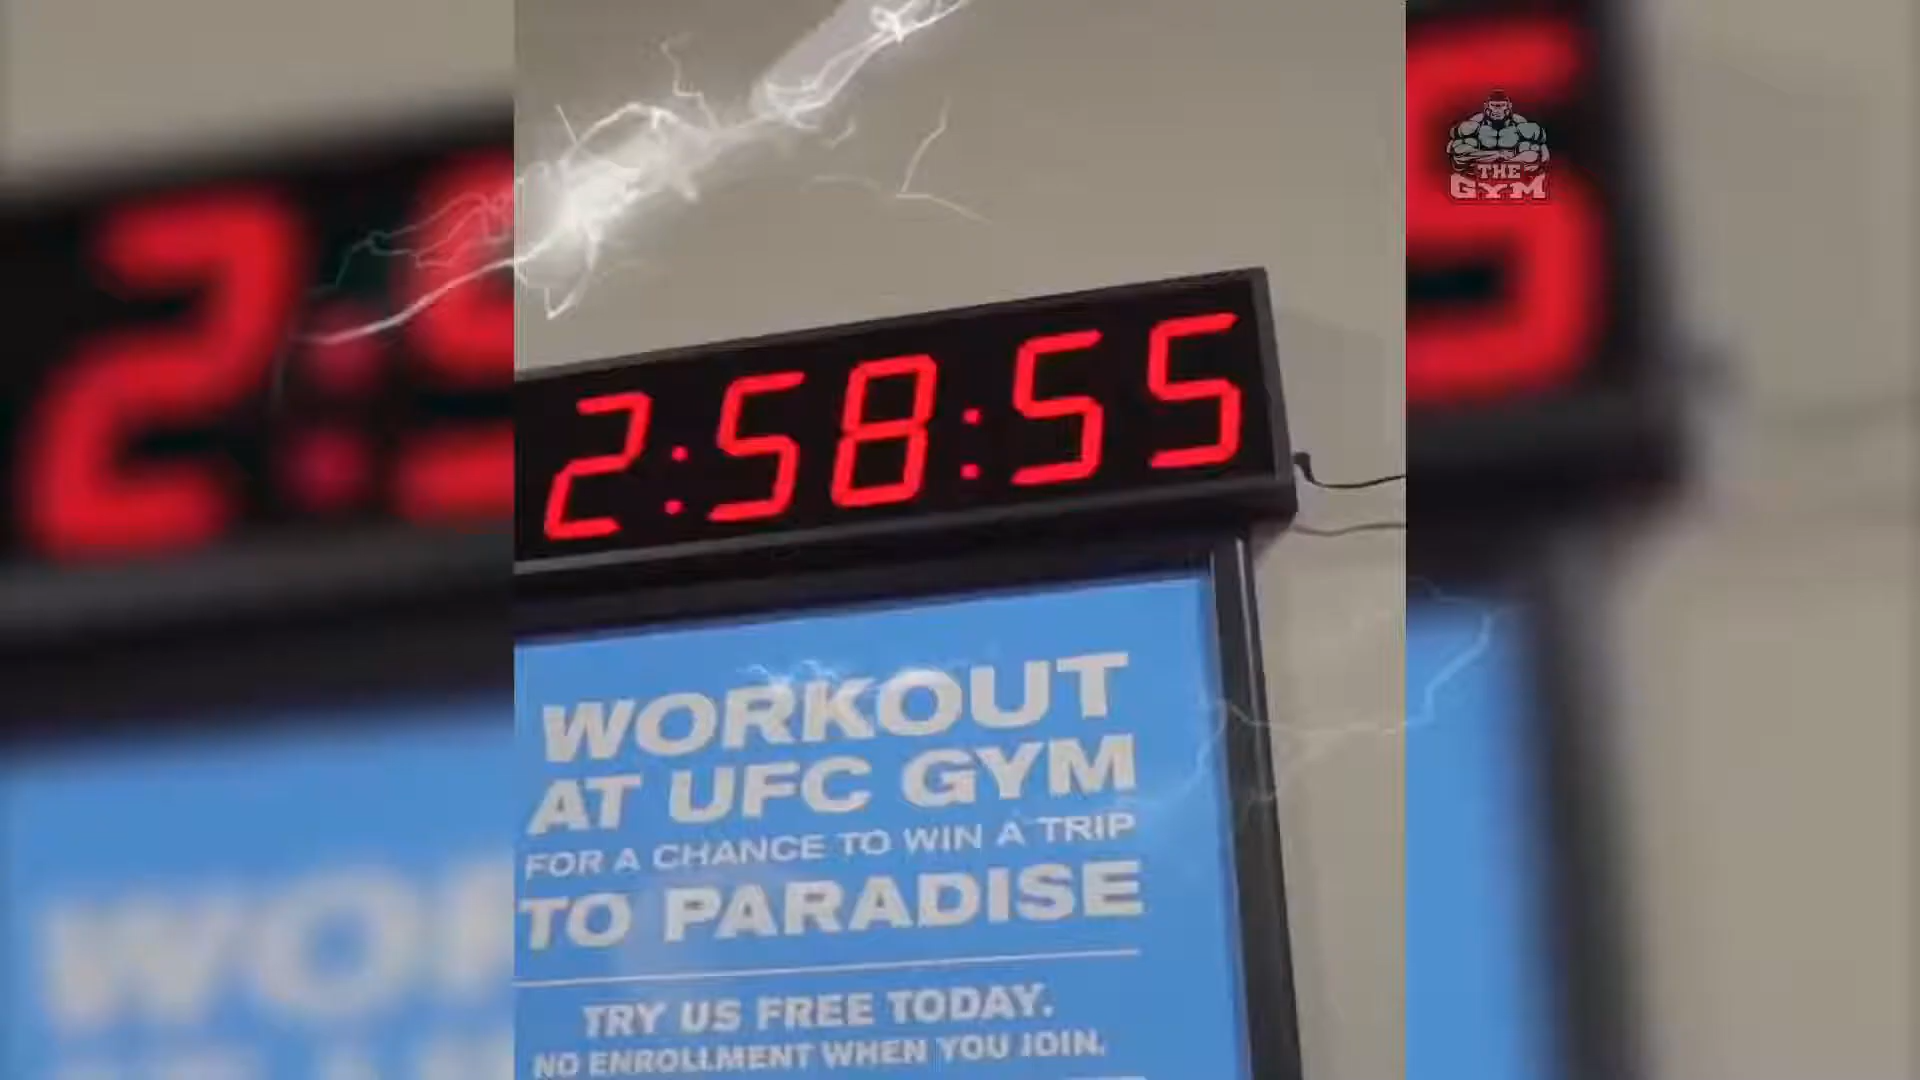 2:58:55
THE
GYM
WORKOUT
AT UFC GYM
FOR A CHANCE TO WIN A TRIP
TO PARADISE
TRY US FREE TODAY.
NO ENROLLMENT WHEN YOU JOIN.